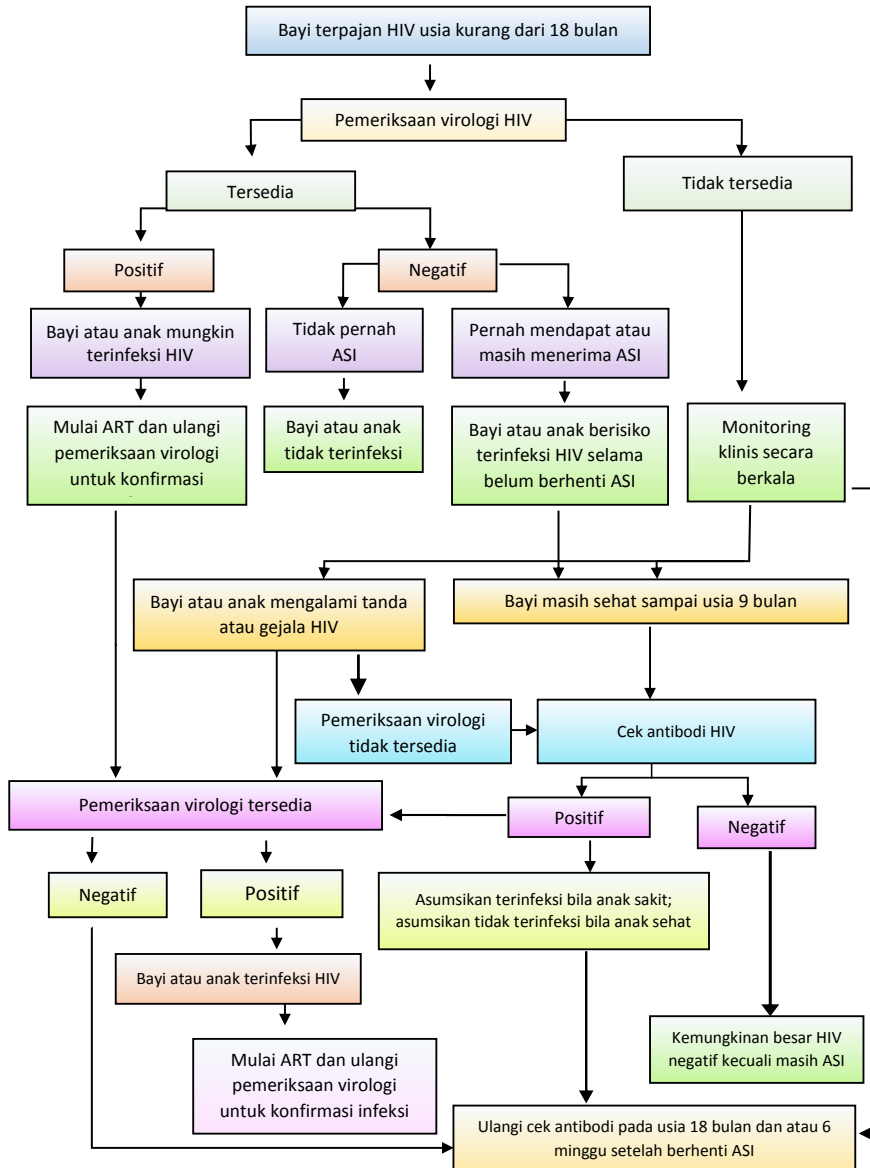 Bayi terpajan HIV usia kurang dari 18 bulan
Pemeriksaan virologi HIV
Tersedia
Tidak tersedia
Positif
Negatif
Bayi atau anak mungkin
terinfeksi HIV
Tidak pernah
ASI
Pernah mendapat atau
masih menerima ASI
Mulai ART dan ulangi
pemeriksaan virologi
untuk konfirmasi
Bayi atau anak
tidak terinfeksi
Bayi atau anak berisiko
terinfeksi HIV selama
belum berhenti ASI
Monitoring
klinis secara
berkala
Bayi atau anak mengalami tanda
atau gejala HIV
Bayi masih sehat sampai usia 9 bulan
Pemeriksaan virologi
tidak tersedia
Cek antibodi HIV
Pemeriksaan virologi tersedia
Positif
Negatif
Negatif
Positif
Asumsikan terinfeksi bila anak sakit;
asumsikan tidak terinfeksi bila anak sehat
Bayi atau anak terinfeksi HIV
Mulai ART dan ulangi
pemeriksaan virologi
untuk konfirmasi infeksi
Kemungkinan besar HIV
negatif kecuali masih ASI
Ulangi cek antibodi pada usia 18 bulan dan atau 6
minggu setelah berhenti ASI